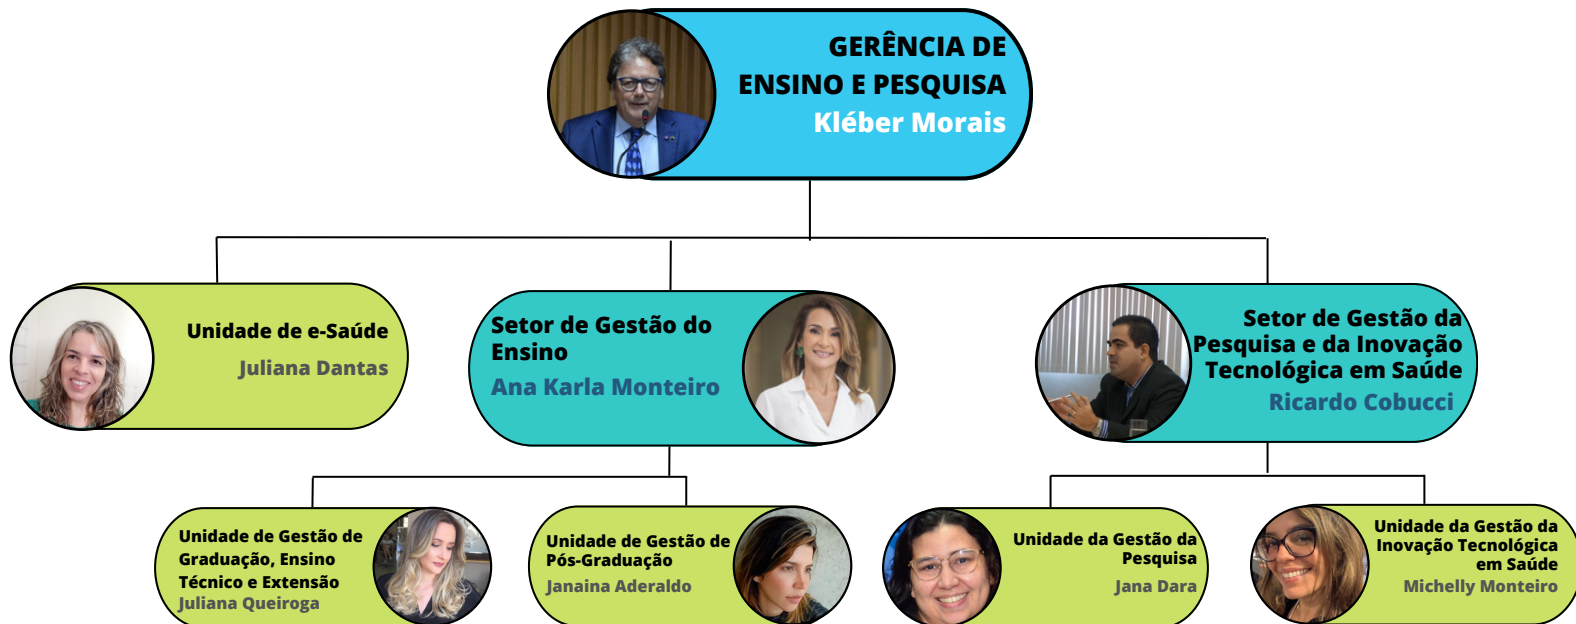 GERÊNCIA DE
ENSINO E PESQUISA
Kléber Morais
Unidade de e-Saúde
Juliana Dantas
Setor de Gestão do
Ensino
Ana Karla Monteiro
Setor de Gestão da
Pesquisa e da Inovação
Tecnológica em Saúde
Ricardo Cobucci
Unidade de Gestão de
Graduação, Ensino
Técnico e Extensão
Juliana Queiroga
Unidade de Gestão de
Pós-Graduação
Janaina Aderaldo
Unidade da Gestão da
Pesquisa
Jana Dara
Unidade da Gestão da
Inovação Tecnológica
em Saúde
Michelly Monteiro